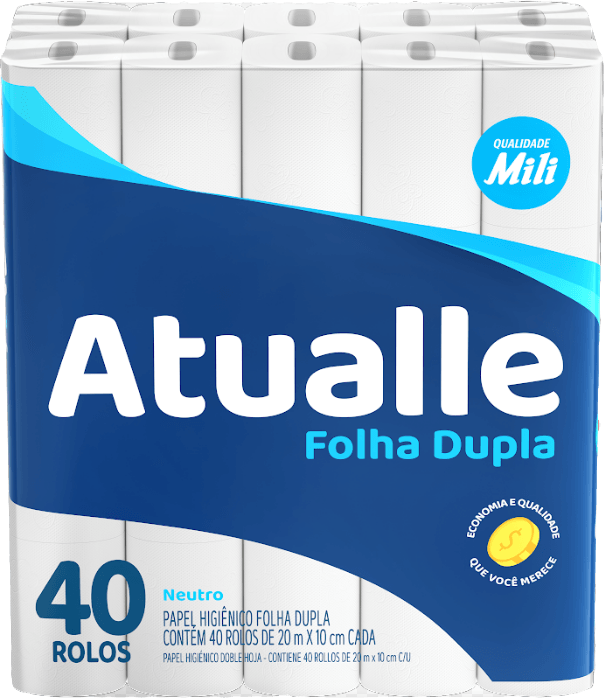 QUALIDADE
Mili
Atualle
Folha Dupla
ECONOMIA E QUALIDADE
QUE VOCÊ MERECE
40
ROLOS
Neutro
PAPEL HIGIÊNICO FOLHA DUPLA
CONTÉM 40 ROLOS DE 20 m X 10 cm CADA
PAPEL HIGIÉNICO DOBLE HOJA - CONTIENE 40 ROLLOS DE 20 m x 10 cm C/U